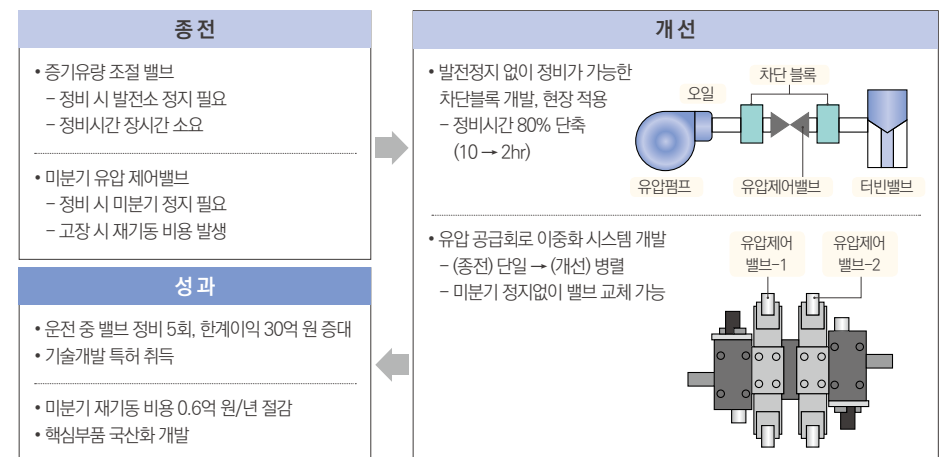 종전
• 증기유량 조절 밸브
– 정비 시 발전소 정지 필요
– 정비시간 장시간 소요
• 미분기 유압 제어밸브
– 정비 시 미분기 정지 필요
– 고장 시 재기동 비용 발생
개선
• 발전정지 없이 정비가 가능한
차단블록 개발, 현장 적용
– 정비시간 80% 단축
(10 → 2hr)
차단 블록
오일
유압펌프
유압제어밸브
터빈밸브
• 유압 공급회로 이중화 시스템 개발
– (종전) 단일 → (개선) 병렬
– 미분기 정지없이 밸브 교체 가능
유압제어
밸브-1
유압제어
밸브-2
성과
• 운전 중 밸브 정비 5회, 한계이익 30억 원 증대
• 기술개발 특허 취득
• 미분기 재기동 비용 0.6억 원/년 절감
• 핵심부품 국산화 개발